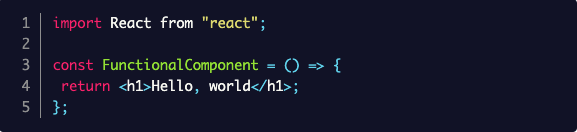 1 import React from "react";
2
3 const FunctionalComponent = () => {
4  return <h1>Hello, world</h1>;
5 };